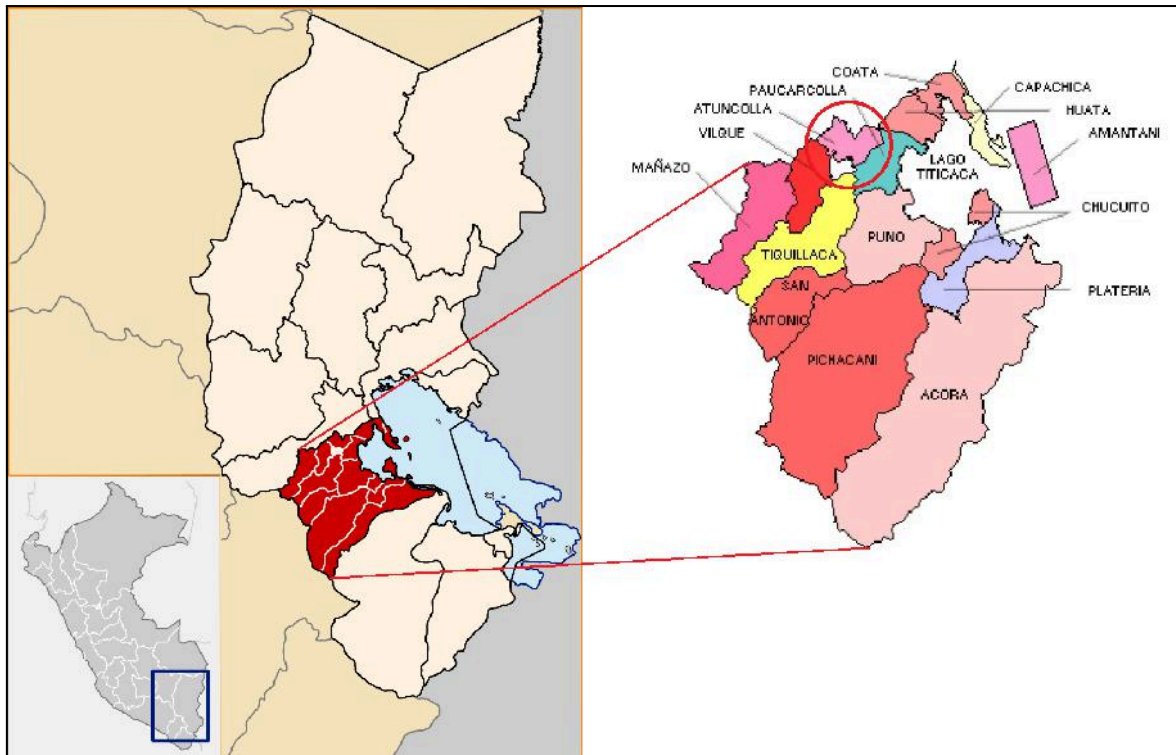 COATA
CAPACHICA
PAUCARCOLLA
HUATA
ATUNCOLLA
AMANTANI
VILQUE
LAGO
TITICACA
MAÑAZO
CHUCUITO
PUNO
TIQUILLACA
SAN
PLATERIA
ANTONIO
PICHACANI
ACORA